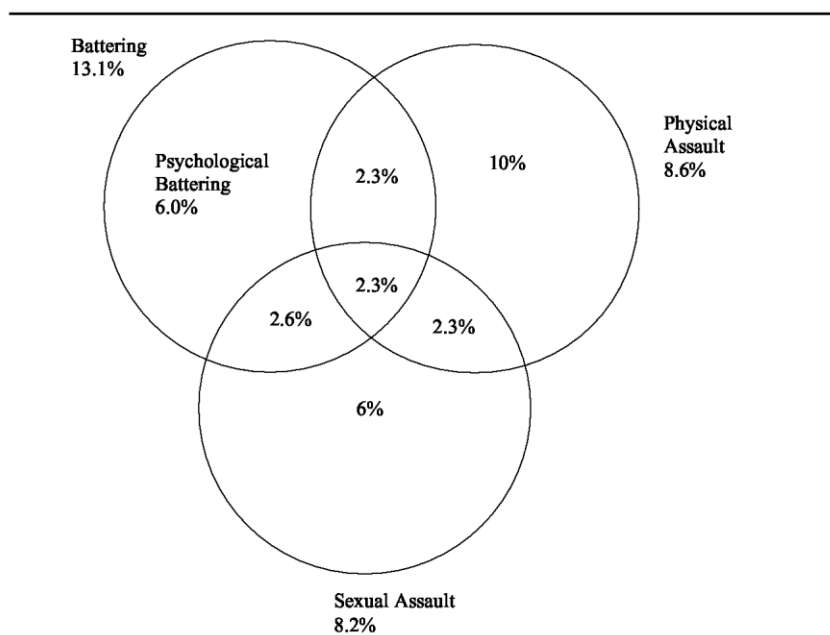 Battering
13.1%
Physical
Assault
8.6%
Psychological
Battering
6.0%
2.3%
10%
2.3%
2.6%
2.3%
6%
Sexual Assault
8.2%